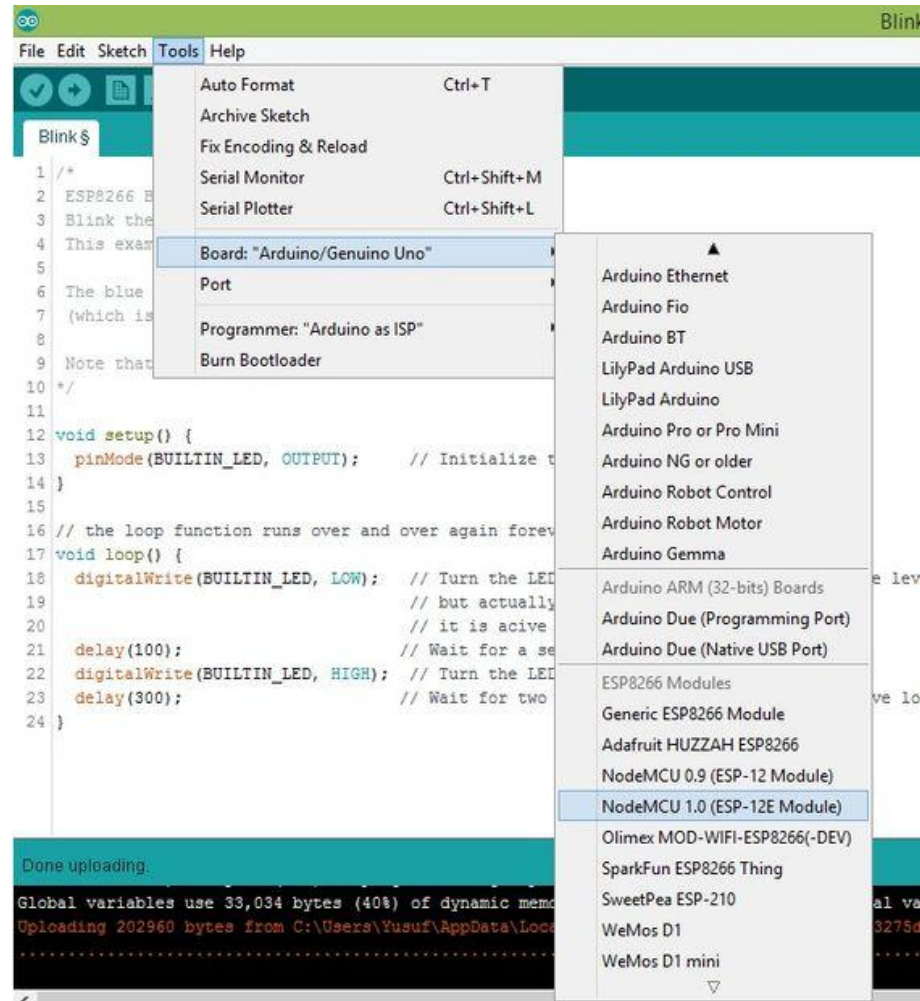 Blink
File Edit Sketch Tools Help
Auto Format Ctrl+T
Archive Sketch
Fix Encoding & Reload
Serial Monitor Ctrl+Shift+M
Serial Plotter Ctrl+Shift+L
Board: "Arduino/Genuino Uno"
Port
Programmer: "Arduino as ISP"
Burn Bootloader
Arduino Ethernet
Arduino Fio
Arduino BT
LilyPad Arduino USB
LilyPad Arduino
Arduino Pro or Pro Mini
Arduino NG or older
Arduino Robot Control
Arduino Robot Motor
Arduino Gemma
Arduino ARM (32-bits) Boards
Arduino Due (Programming Port)
Arduino Due (Native USB Port)
ESP8266 Modules
Generic ESP8266 Module
Adafruit HUZZAH ESP8266
NodeMCU 0.9 (ESP-12 Module)
NodeMCU 1.0 (ESP-12E Module)
Olimex MOD-WIFI-ESP8266(-DEV)
SparkFun ESP8266 Thing
SweetPea ESP-210
WeMos D1
WeMos D1 mini
Blink §
1 /*
2 ESP8266 B
3 Blink the
4 This exam
5
6 The blue
7 (which is
8
9 Note that
10 */
11
12 void setup() {
13 pinMode(BUILTIN_LED, OUTPUT); // Initialize t
14 }
15
16 // the loop function runs over and over again forev
17 void loop() {
18 digitalWrite(BUILTIN_LED, LOW); // Turn the LED e lev
19 // but actually
20 // it is acive
21 delay(100); // Wait for a se
22 digitalWrite(BUILTIN_LED, HIGH); // Turn the LED
23 delay(300); // Wait for two ve lo
24 }
Done uploading.
Global variables use 33,034 bytes (40%) of dynamic memo al va
Uploading 202960 bytes from C:\Users\Yusuf\AppData\Loca 3275d